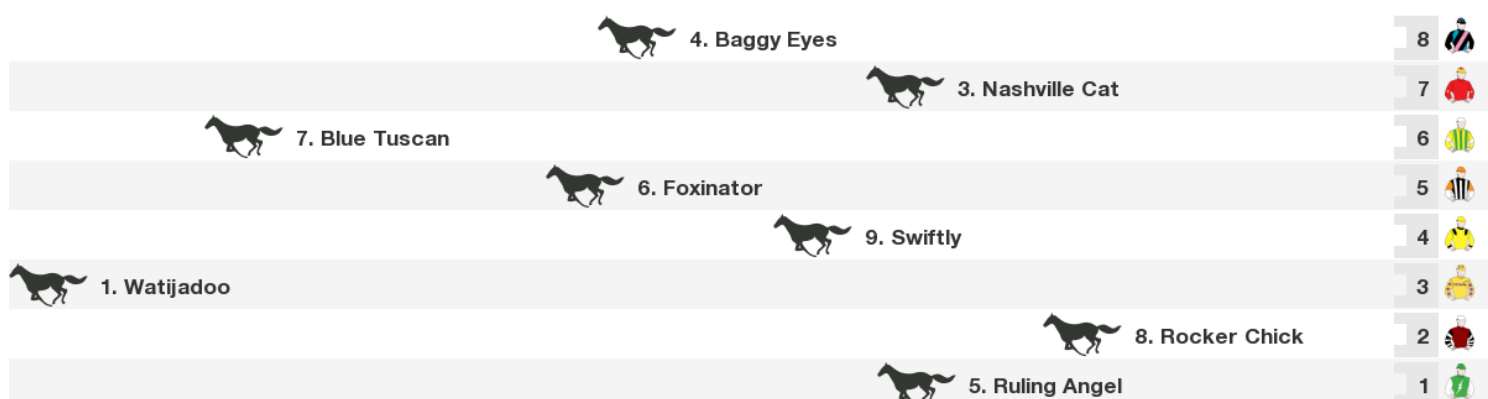 4. Baggy Eyes 8
3. Nashville Cat 7
7. Blue Tuscan 6
6. Foxinator 5
9. Swiftly 4
1. Watijadoo 3
8. Rocker Chick 2
5. Ruling Angel 1